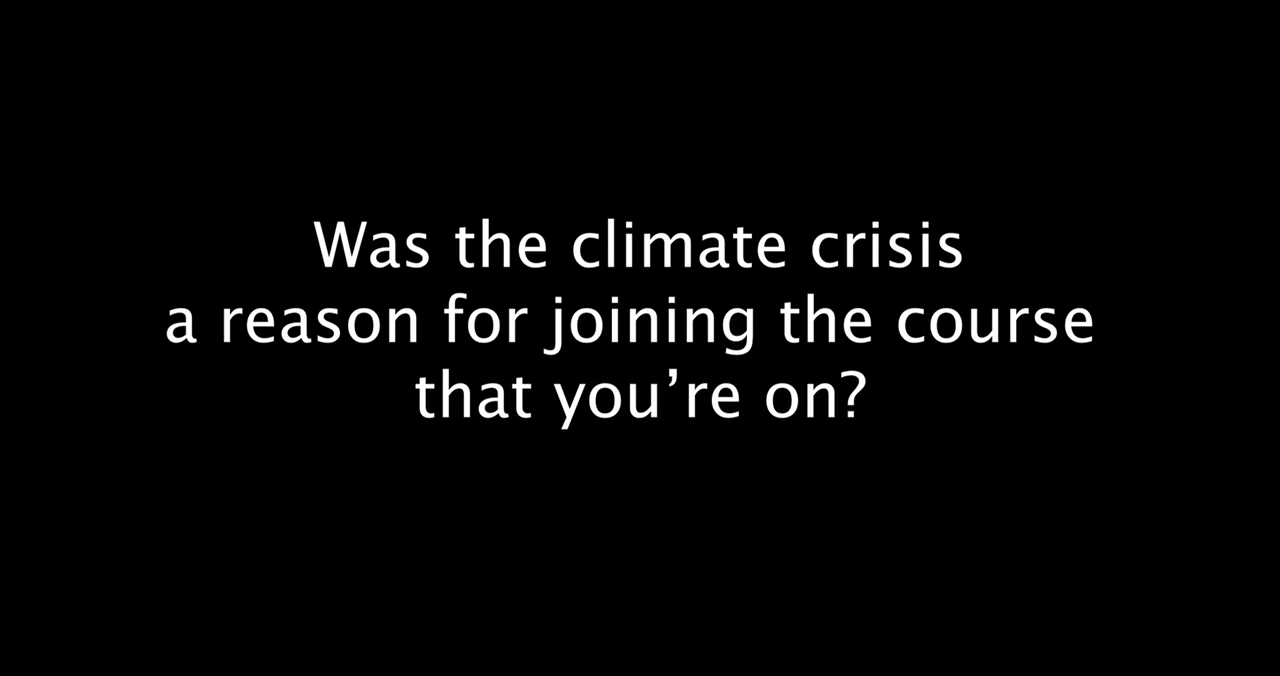 Was the climate crisis
a reason for joining the course
that you’re on?